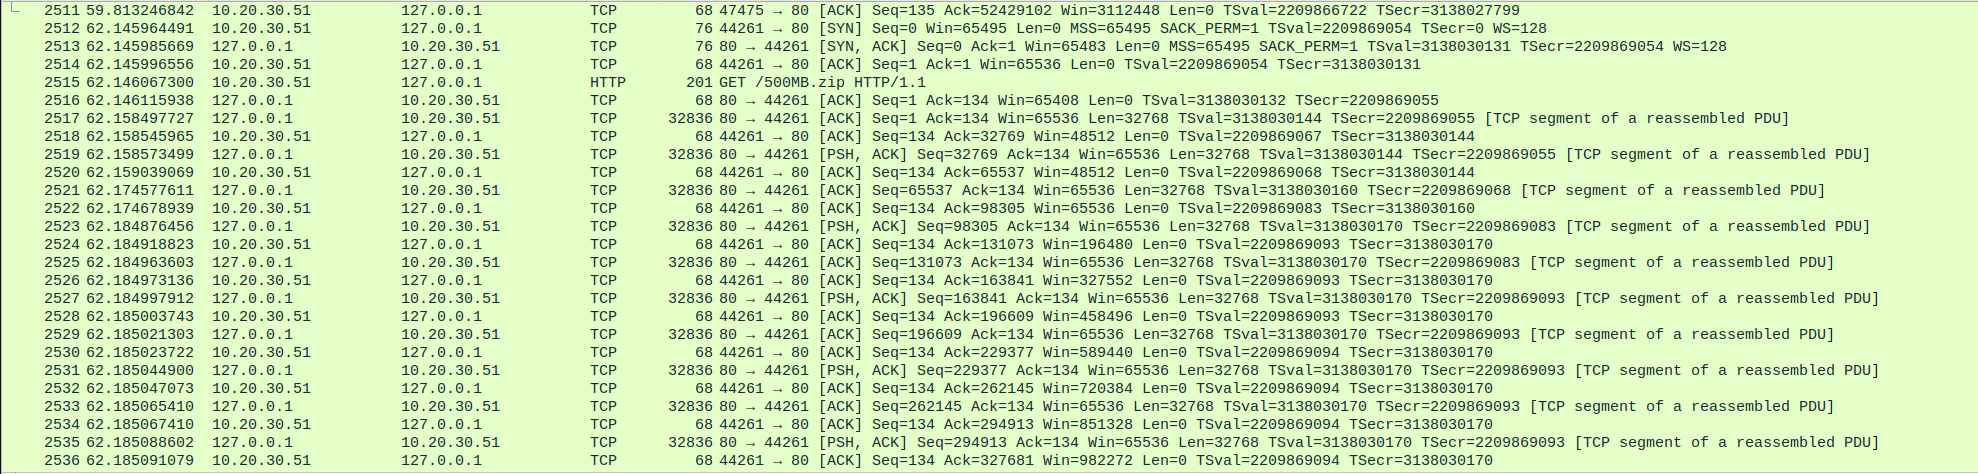 2511 59.813246842 10.20.30.51 127.0.0.1 TCP 68 47475 → 80 [ACK] Seq=135 Ack=52429102 Win=3112448 Len=0 TSval=2209866722 TSecr=3138027799
2512 62.145964491 10.20.30.51 127.0.0.1 TCP 76 44261 → 80 [SYN] Seq=0 Win=65495 Len=0 MSS=65495 SACK_PERM=1 TSval=2209869054 TSecr=0 WS=128
2513 62.145985669 127.0.0.1 10.20.30.51 TCP 76 80 → 44261 [SYN, ACK] Seq=0 Ack=1 Win=65483 Len=0 MSS=65495 SACK_PERM=1 TSval=3138030131 TSecr=2209869054 WS=128
2514 62.145996556 10.20.30.51 127.0.0.1 TCP 68 44261 → 80 [ACK] Seq=1 Ack=1 Win=65536 Len=0 TSval=2209869054 TSecr=3138030131
2515 62.146067300 10.20.30.51 127.0.0.1 HTTP 201 GET /500MB.zip HTTP/1.1
2516 62.146115938 127.0.0.1 10.20.30.51 TCP 68 80 → 44261 [ACK] Seq=1 Ack=134 Win=65408 Len=0 TSval=3138030132 TSecr=2209869055
2517 62.158497727 127.0.0.1 10.20.30.51 TCP 32836 80 → 44261 [ACK] Seq=1 Ack=134 Win=65536 Len=32768 TSval=3138030144 TSecr=2209869055 [TCP segment of a reassembled PDU]
2518 62.158545965 10.20.30.51 127.0.0.1 TCP 68 44261 → 80 [ACK] Seq=134 Ack=32769 Win=48512 Len=0 TSval=2209869067 TSecr=3138030144
2519 62.158573499 127.0.0.1 10.20.30.51 TCP 32836 80 → 44261 [PSH, ACK] Seq=32769 Ack=134 Win=65536 Len=32768 TSval=3138030144 TSecr=2209869055 [TCP segment of a reassembled PDU]
2520 62.159039069 10.20.30.51 127.0.0.1 TCP 68 44261 → 80 [ACK] Seq=134 Ack=65537 Win=48512 Len=0 TSval=2209869068 TSecr=3138030144
2521 62.174577611 127.0.0.1 10.20.30.51 TCP 32836 80 → 44261 [ACK] Seq=65537 Ack=134 Win=65536 Len=32768 TSval=3138030160 TSecr=2209869068 [TCP segment of a reassembled PDU]
2522 62.174678939 10.20.30.51 127.0.0.1 TCP 68 44261 → 80 [ACK] Seq=134 Ack=98305 Win=65536 Len=0 TSval=2209869083 TSecr=3138030160
2523 62.184876456 127.0.0.1 10.20.30.51 TCP 32836 80 → 44261 [PSH, ACK] Seq=98305 Ack=134 Win=65536 Len=32768 TSval=3138030170 TSecr=2209869083 [TCP segment of a reassembled PDU]
2524 62.184918823 10.20.30.51 127.0.0.1 TCP 68 44261 → 80 [ACK] Seq=134 Ack=131073 Win=196480 Len=0 TSval=2209869093 TSecr=3138030170
2525 62.184963603 127.0.0.1 10.20.30.51 TCP 32836 80 → 44261 [ACK] Seq=131073 Ack=134 Win=65536 Len=32768 TSval=3138030170 TSecr=2209869083 [TCP segment of a reassembled PDU]
2526 62.184973136 10.20.30.51 127.0.0.1 TCP 68 44261 → 80 [ACK] Seq=134 Ack=163841 Win=327552 Len=0 TSval=2209869093 TSecr=3138030170
2527 62.184997912 127.0.0.1 10.20.30.51 TCP 32836 80 → 44261 [PSH, ACK] Seq=163841 Ack=134 Win=65536 Len=32768 TSval=3138030170 TSecr=2209869093 [TCP segment of a reassembled PDU]
2528 62.185003743 10.20.30.51 127.0.0.1 TCP 68 44261 → 80 [ACK] Seq=134 Ack=196609 Win=458496 Len=0 TSval=2209869093 TSecr=3138030170
2529 62.185021303 127.0.0.1 10.20.30.51 TCP 32836 80 → 44261 [PSH, ACK] Seq=196609 Ack=134 Win=65536 Len=32768 TSval=3138030170 TSecr=2209869093 [TCP segment of a reassembled PDU]
2530 62.185023722 10.20.30.51 127.0.0.1 TCP 68 44261 → 80 [ACK] Seq=134 Ack=229377 Win=589440 Len=0 TSval=2209869094 TSecr=3138030170
2531 62.185044900 127.0.0.1 10.20.30.51 TCP 32836 80 → 44261 [PSH, ACK] Seq=229377 Ack=134 Win=65536 Len=32768 TSval=3138030170 TSecr=2209869093 [TCP segment of a reassembled PDU]
2532 62.185047073 10.20.30.51 127.0.0.1 TCP 68 44261 → 80 [ACK] Seq=134 Ack=262145 Win=720384 Len=0 TSval=2209869094 TSecr=3138030170
2533 62.185065410 127.0.0.1 10.20.30.51 TCP 32836 80 → 44261 [ACK] Seq=262145 Ack=134 Win=65536 Len=32768 TSval=3138030170 TSecr=2209869093 [TCP segment of a reassembled PDU]
2534 62.185067410 10.20.30.51 127.0.0.1 TCP 68 44261 → 80 [ACK] Seq=134 Ack=294913 Win=851328 Len=0 TSval=2209869094 TSecr=3138030170
2535 62.185088602 127.0.0.1 10.20.30.51 TCP 32836 80 → 44261 [PSH, ACK] Seq=294913 Ack=134 Win=65536 Len=32768 TSval=3138030170 TSecr=2209869093 [TCP segment of a reassembled PDU]
2536 62.185091079 10.20.30.51 127.0.0.1 TCP 68 44261 → 80 [ACK] Seq=134 Ack=327681 Win=982272 Len=0 TSval=2209869094 TSecr=3138030170